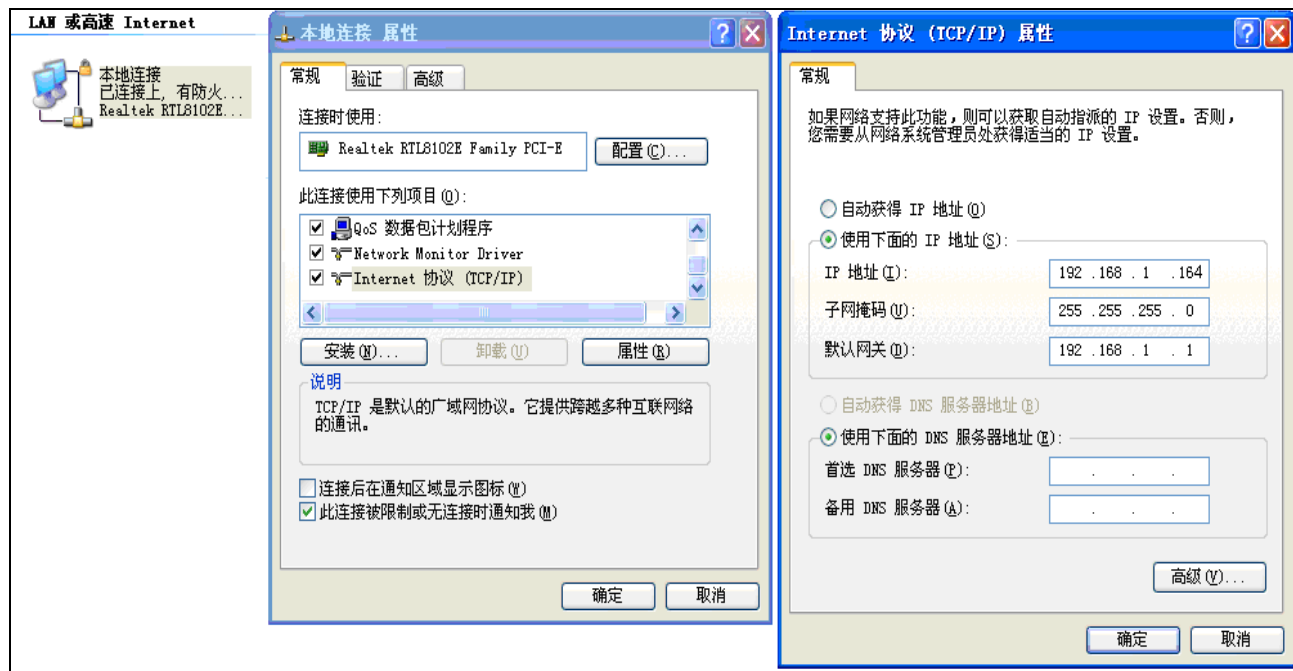 LAN 或高速 Internet
本地连接
已连接上, 有防火...
Realtek RTL8102E...
本地连接 属性
常规
验证
高级
连接时使用:
Realtek RTL8102E Family PCI-E
配置(C)...
此连接使用下列项目(O):
QoS 数据包计划程序
Network Monitor Driver
Internet 协议 (TCP/IP)
安装(N)...
卸载(U)
属性(R)
说明
TCP/IP 是默认的广域网协议。它提供跨越多种互联网络
的通讯。
连接后在通知区域显示图标(W)
此连接被限制或无连接时通知我(M)
确定
取消
Internet 协议 (TCP/IP) 属性
常规
如果网络支持此功能,则可以获取自动指派的 IP 设置。否则,
您需要从网络系统管理员处获得适当的 IP 设置。
自动获得 IP 地址(O)
使用下面的 IP 地址(S):
IP 地址(I): 192 .168 .1 .164
子网掩码(U): 255 .255 .255 . 0
默认网关(D): 192 .168 .1 . 1
自动获得 DNS 服务器地址(B)
使用下面的 DNS 服务器地址(E):
首选 DNS 服务器(P): . . .
备用 DNS 服务器(A): . . .
高级(V)...
确定
取消